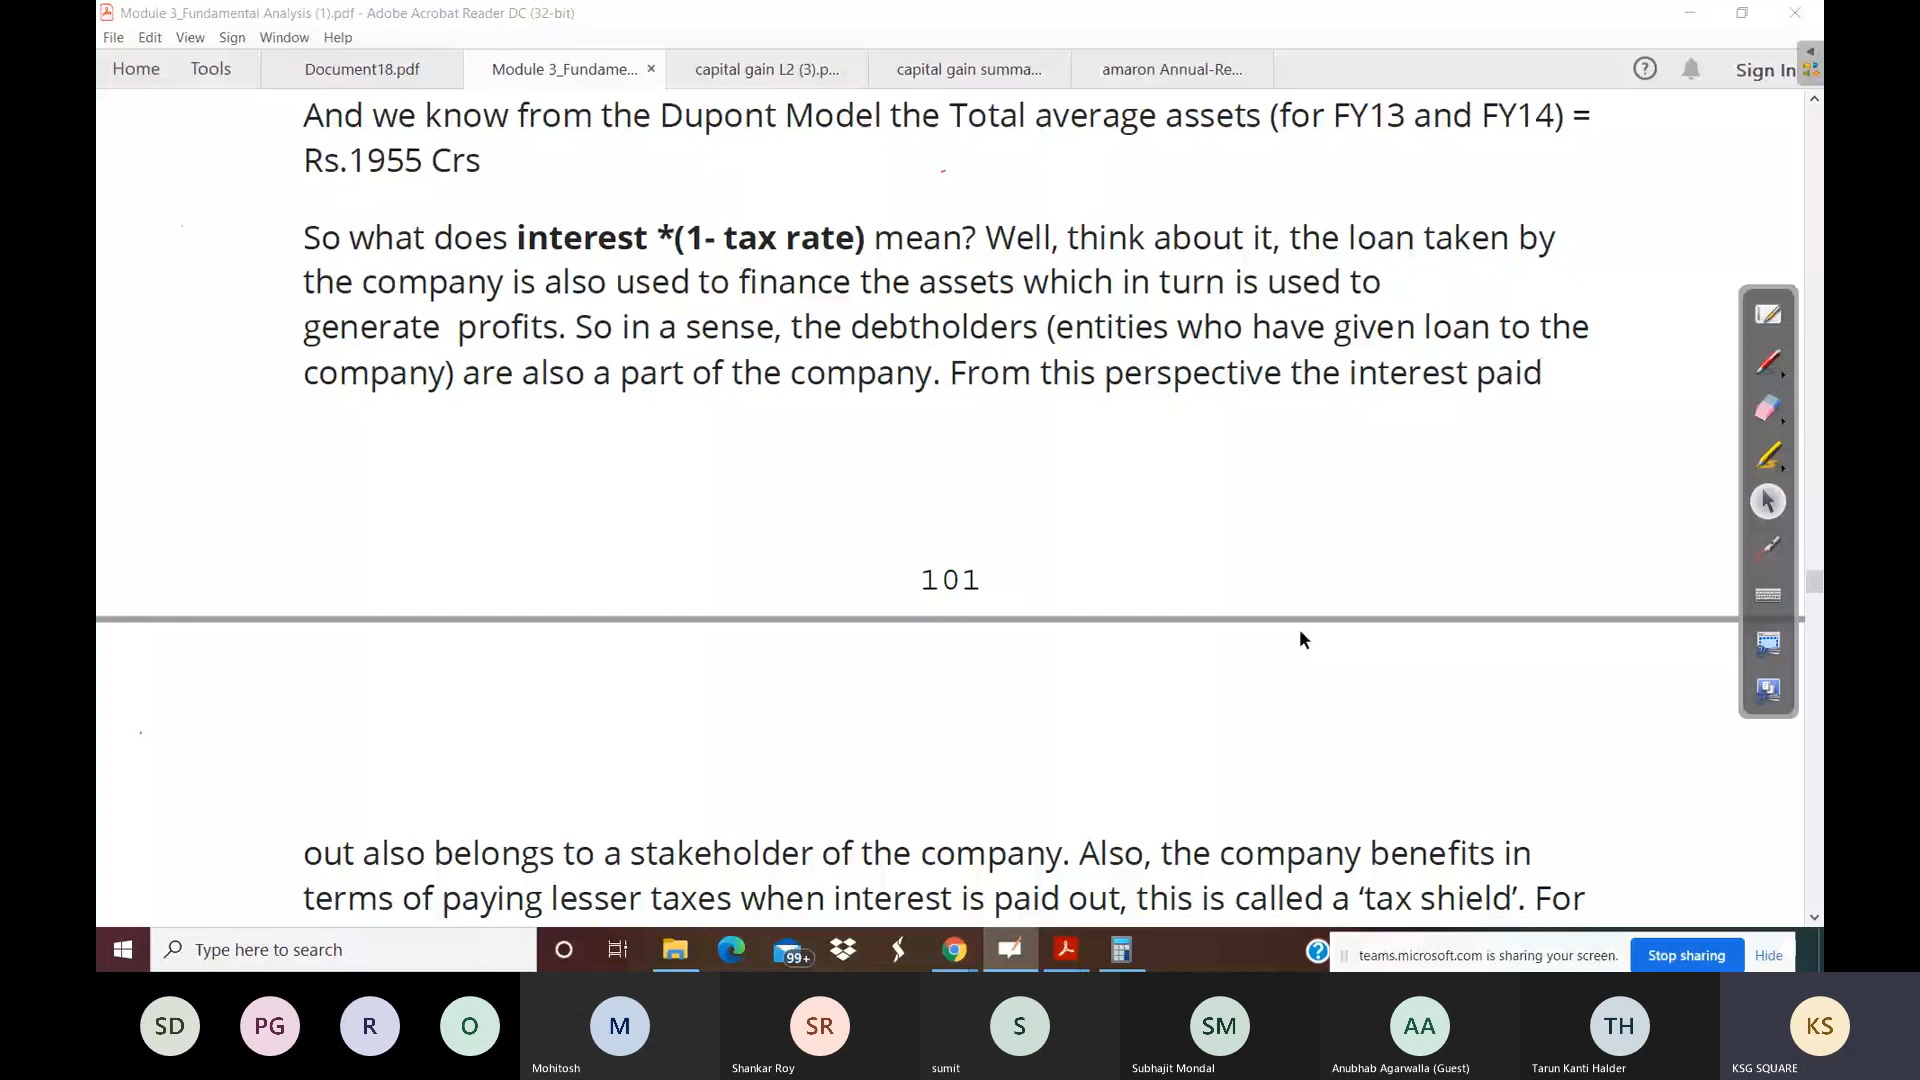 Module 3_Fundamental Analysis (1).pdf - Adobe Acrobat Reader DC (32-bit)
File Edit View Sign Window Help
Home Tools Document18.pdf Module 3_Fundame... × capital gain L2 (3).p... capital gain summa... amaron Annual-Re... Sign In
And we know from the Dupont Model the Total average assets (for FY13 and FY14) =
Rs.1955 Crs
So what does interest *(1- tax rate) mean? Well, think about it, the loan taken by
the company is also used to finance the assets which in turn is used to
generate profits. So in a sense, the debtholders (entities who have given loan to the
company) are also a part of the company. From this perspective the interest paid
101
out also belongs to a stakeholder of the company. Also, the company benefits in
terms of paying lesser taxes when interest is paid out, this is called a ‘tax shield’. For
Type here to search 99+ teams.microsoft.com is sharing your screen. Stop sharing Hide
SD PG R O M SR S SM AA TH KS
Mohitosh Shankar Roy sumit Subhajit Mondal Anubhab Agarwalla (Guest) Tarun Kanti Halder KSG SQUARE